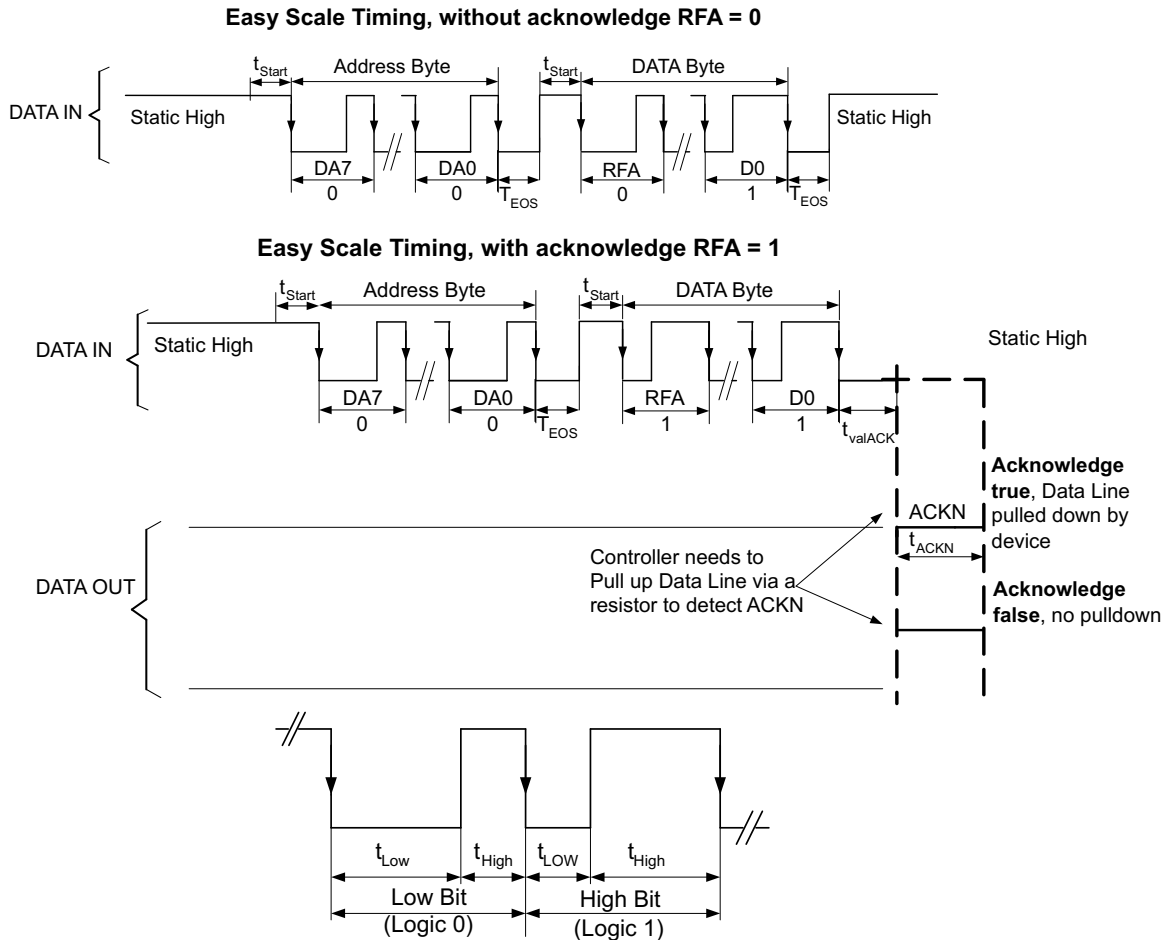 Easy Scale Timing, without acknowledge RFA = 0
tStart
Address Byte
tStart
DATA Byte
DATA IN
Static High
Static High
DA7
0
DA0
0
TEOS
RFA
0
D0
1
TEOS
Easy Scale Timing, with acknowledge RFA = 1
tStart
Address Byte
tStart
DATA Byte
DATA IN
Static High
Static High
DA7
0
DA0
0
TEOS
RFA
1
D0
1
tvalACK
Acknowledge
true, Data Line
pulled down by
device
ACKN
tACKN
Controller needs to
Pull up Data Line via a
resistor to detect ACKN
DATA OUT
Acknowledge
false, no pulldown
tLow
tHigh
tLOW
tHigh
Low Bit
(Logic 0)
High Bit
(Logic 1)